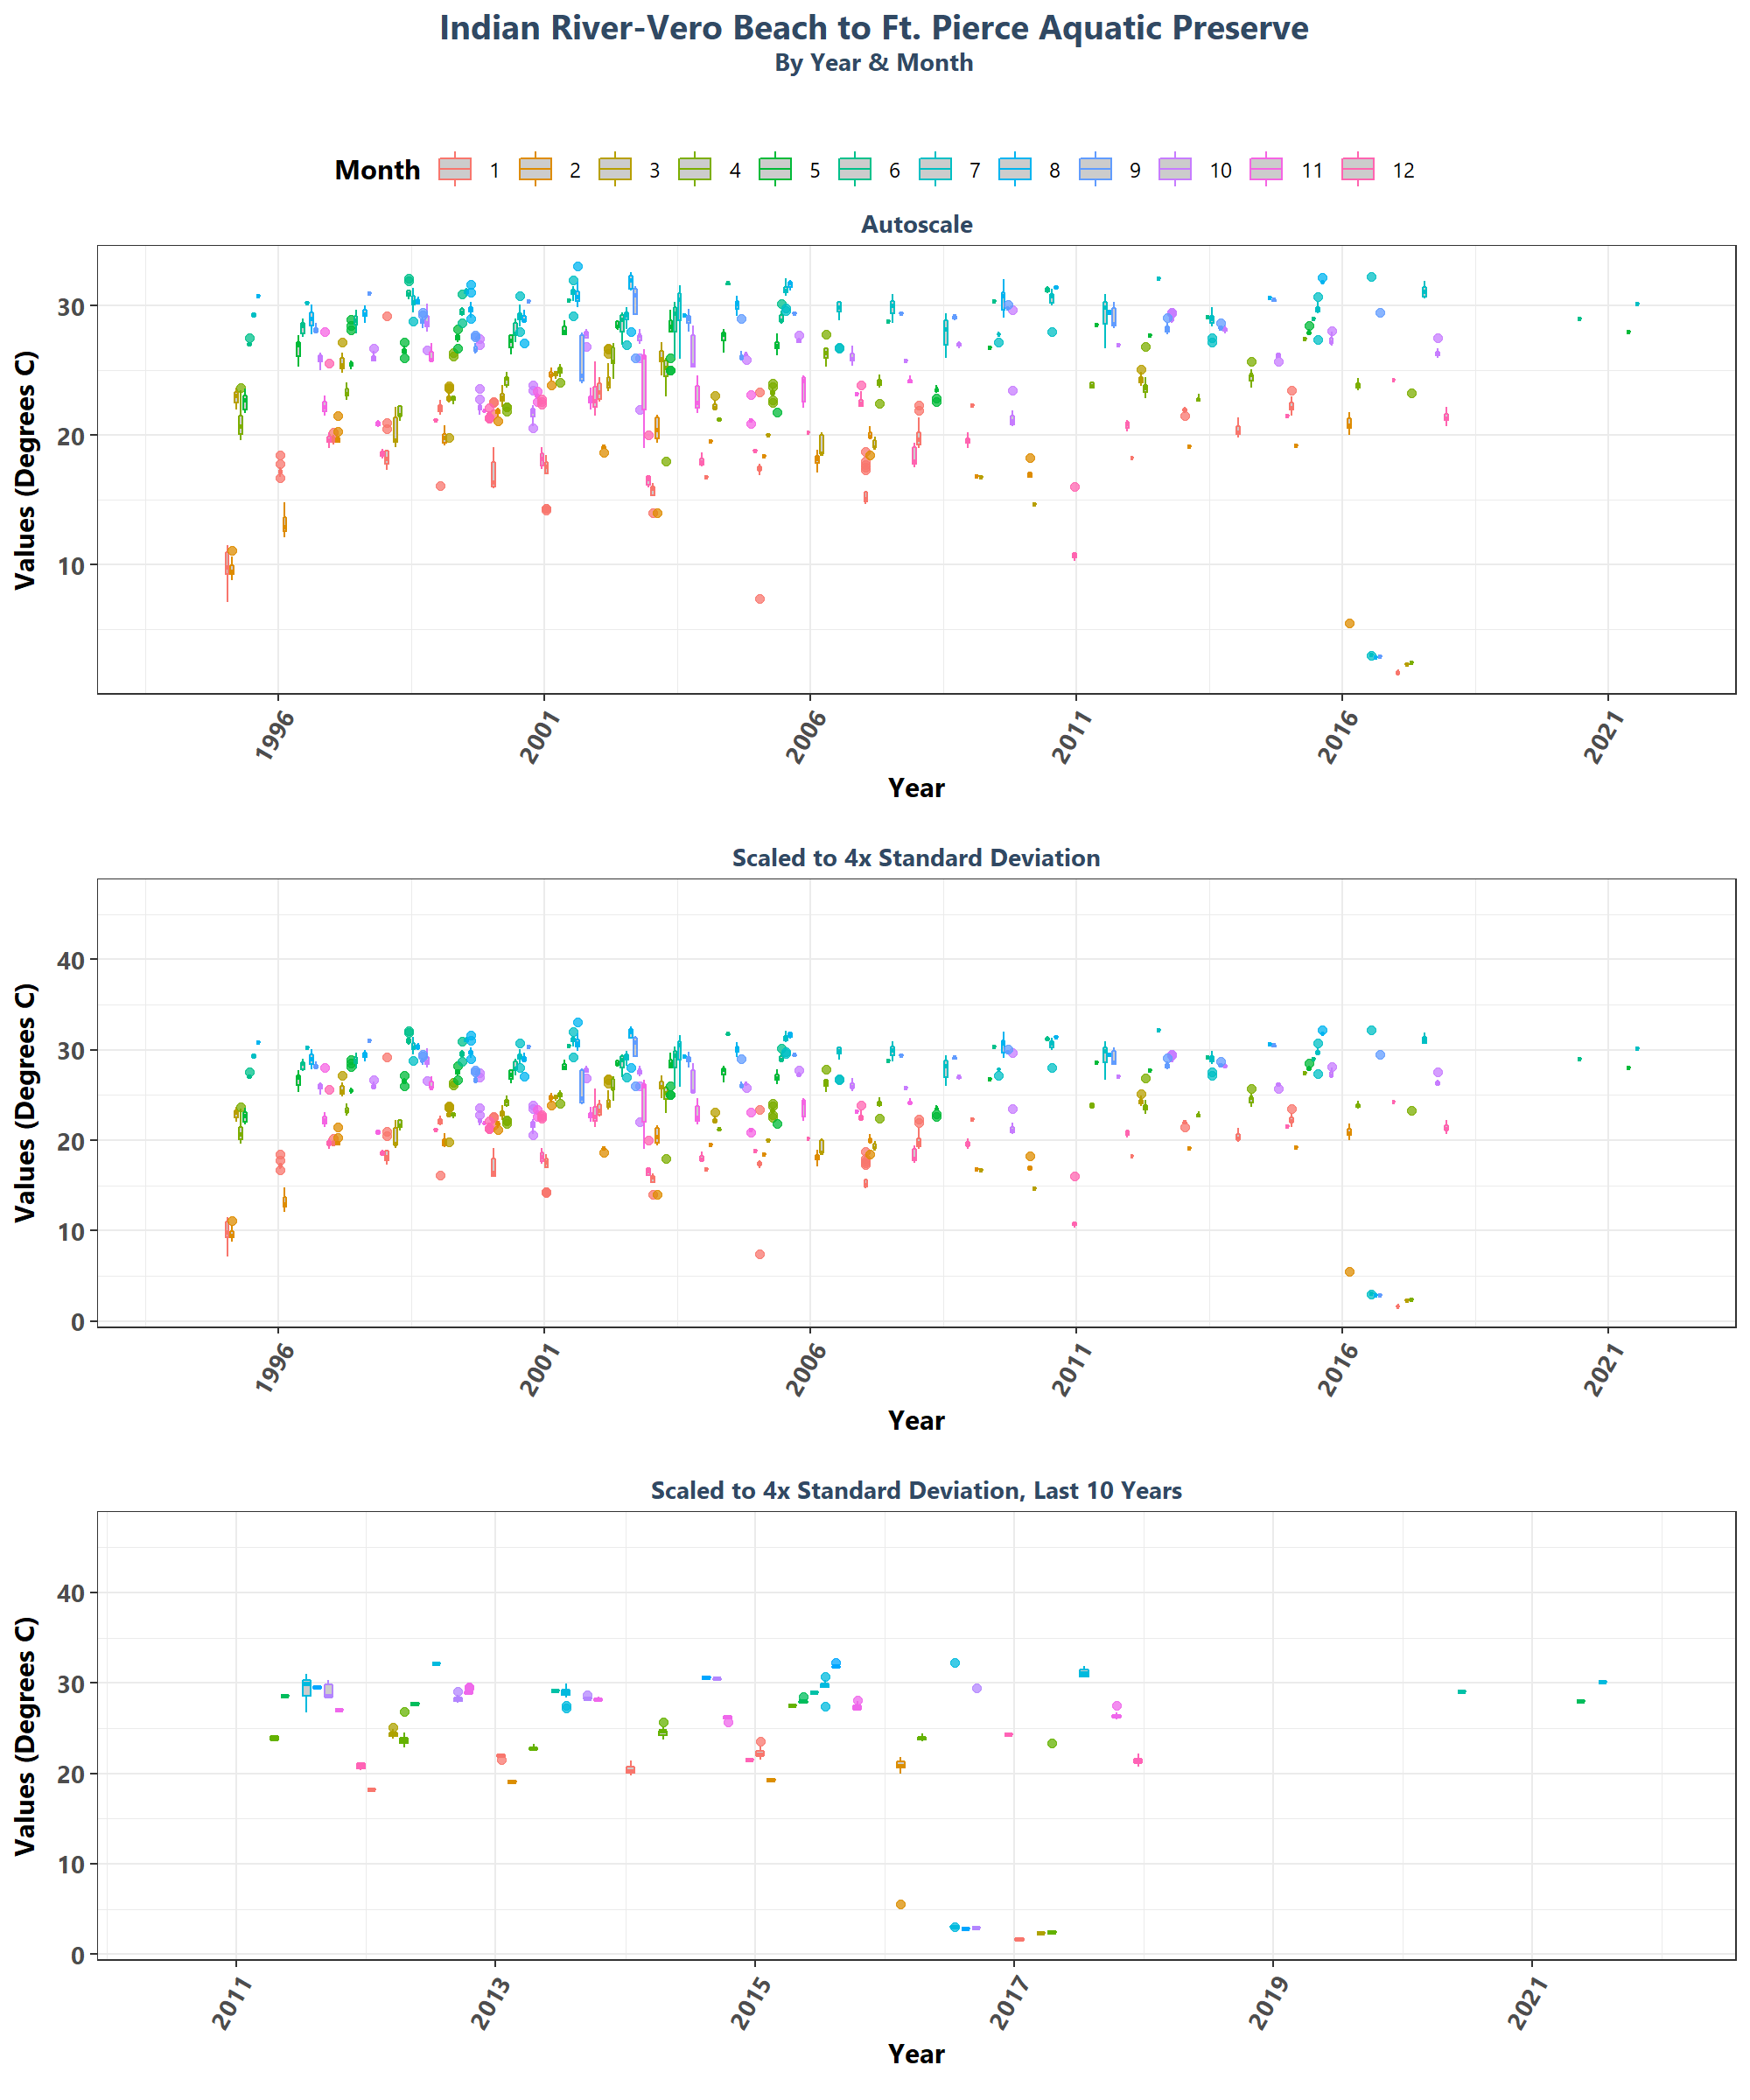 Indian River-Vero Beach to Ft. Pierce Aquatic Preserve
By Year & Month
Month 1 2 3 4 5 6 7 8 9 10 11 12
Autoscale
Values (Degrees C)
30
20
10
1996 2001 2006 2011 2016 2021
Year
Scaled to 4x Standard Deviation
Values (Degrees C)
40
30
20
10
0
1996 2001 2006 2011 2016 2021
Year
Scaled to 4x Standard Deviation, Last 10 Years
Values (Degrees C)
40
30
20
10
0
2011 2013 2015 2017 2019 2021
Year